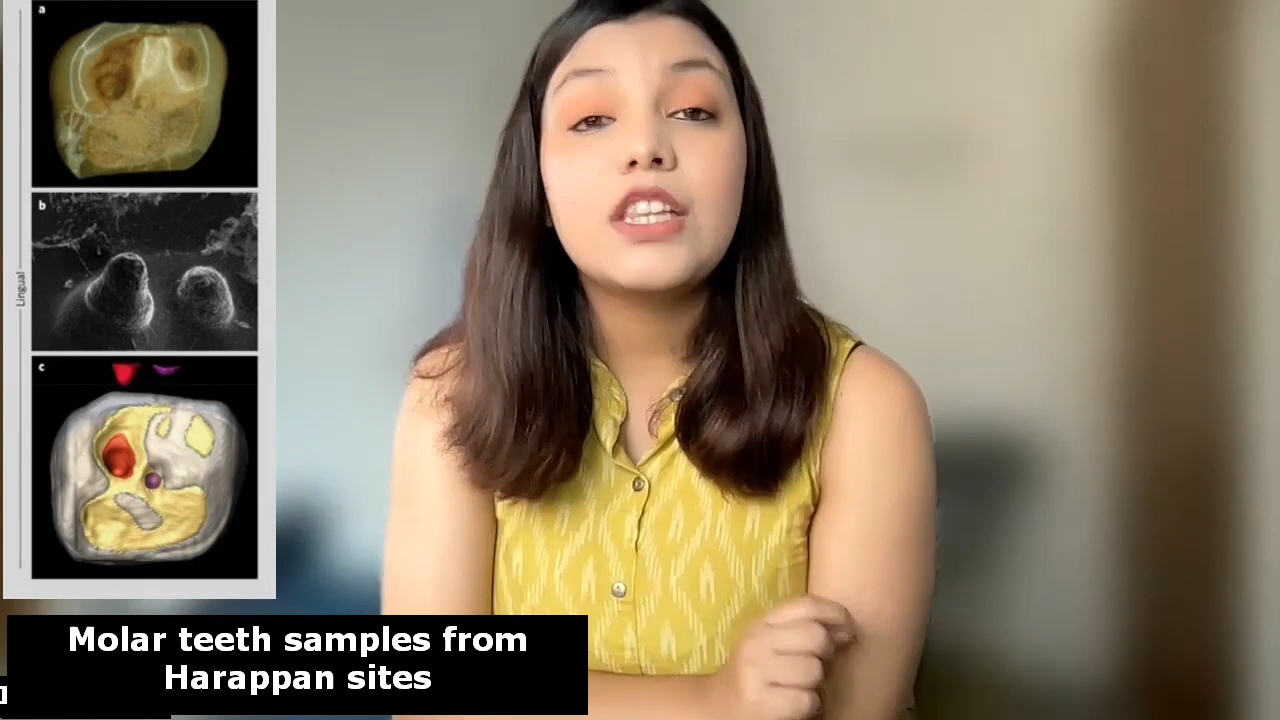 a
b
Lingual
c
Molar teeth samples from
Harappan sites